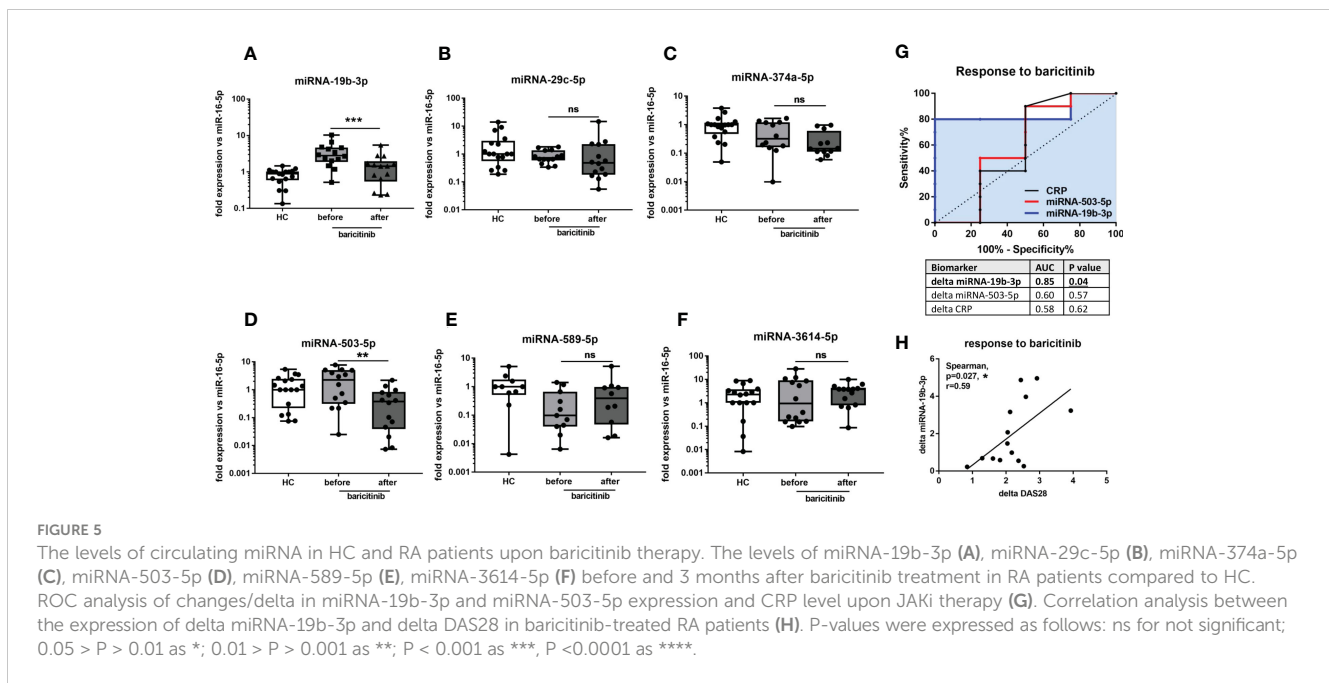 A
miRNA-19b-3p
fold expression vs miR-16-5p
100
10
1
0.1
***
HC
before
after
baricitinib
B
miRNA-29c-5p
fold expression vs miR-16-5p
100
10
1
0.1
0.01
ns
HC
before
after
baricitinib
C
miRNA-374a-5p
fold expression vs miR-16-5p
10
1
0.1
0.01
0.001
ns
HC
before
after
baricitinib
G
Response to baricitinib
Sensitivity%
100
80
60
40
20
0
CRP
miRNA-503-5p
miRNA-19b-3p
0 20 40 60 80 100
100% - Specificity%
Biomarker AUC P value
delta miRNA-19b-3p 0.85 0.04
delta miRNA-503-5p 0.60 0.57
delta CRP 0.58 0.62
D
miRNA-503-5p
fold expression vs miR-16-5p
10
1
0.1
0.01
0.001
**
HC
before
after
baricitinib
E
miRNA-589-5p
fold expression vs miR-16-5p
10
1
0.1
0.01
0.001
ns
HC
before
after
baricitinib
F
miRNA-3614-5p
fold expression vs miR-16-5p
100
10
1
0.1
0.01
0.001
ns
HC
before
after
baricitinib
H
response to baricitinib
Spearman,
p=0.027, *
r=0.59
delta miRNA-19b-3p
6
4
2
0
0 1 2 3 4 5
delta DAS28
FIGURE 5
The levels of circulating miRNA in HC and RA patients upon baricitinib therapy. The levels of miRNA-19b-3p (A), miRNA-29c-5p (B), miRNA-374a-5p
(C), miRNA-503-5p (D), miRNA-589-5p (E), miRNA-3614-5p (F) before and 3 months after baricitinib treatment in RA patients compared to HC.
ROC analysis of changes/delta in miRNA-19b-3p and miRNA-503-5p expression and CRP level upon JAKi therapy (G). Correlation analysis between
the expression of delta miRNA-19b-3p and delta DAS28 in baricitinib-treated RA patients (H). P-values were expressed as follows: ns for not significant;
0.05 > P > 0.01 as *; 0.01 > P > 0.001 as **; P < 0.001 as ***, P <0.0001 as ****.